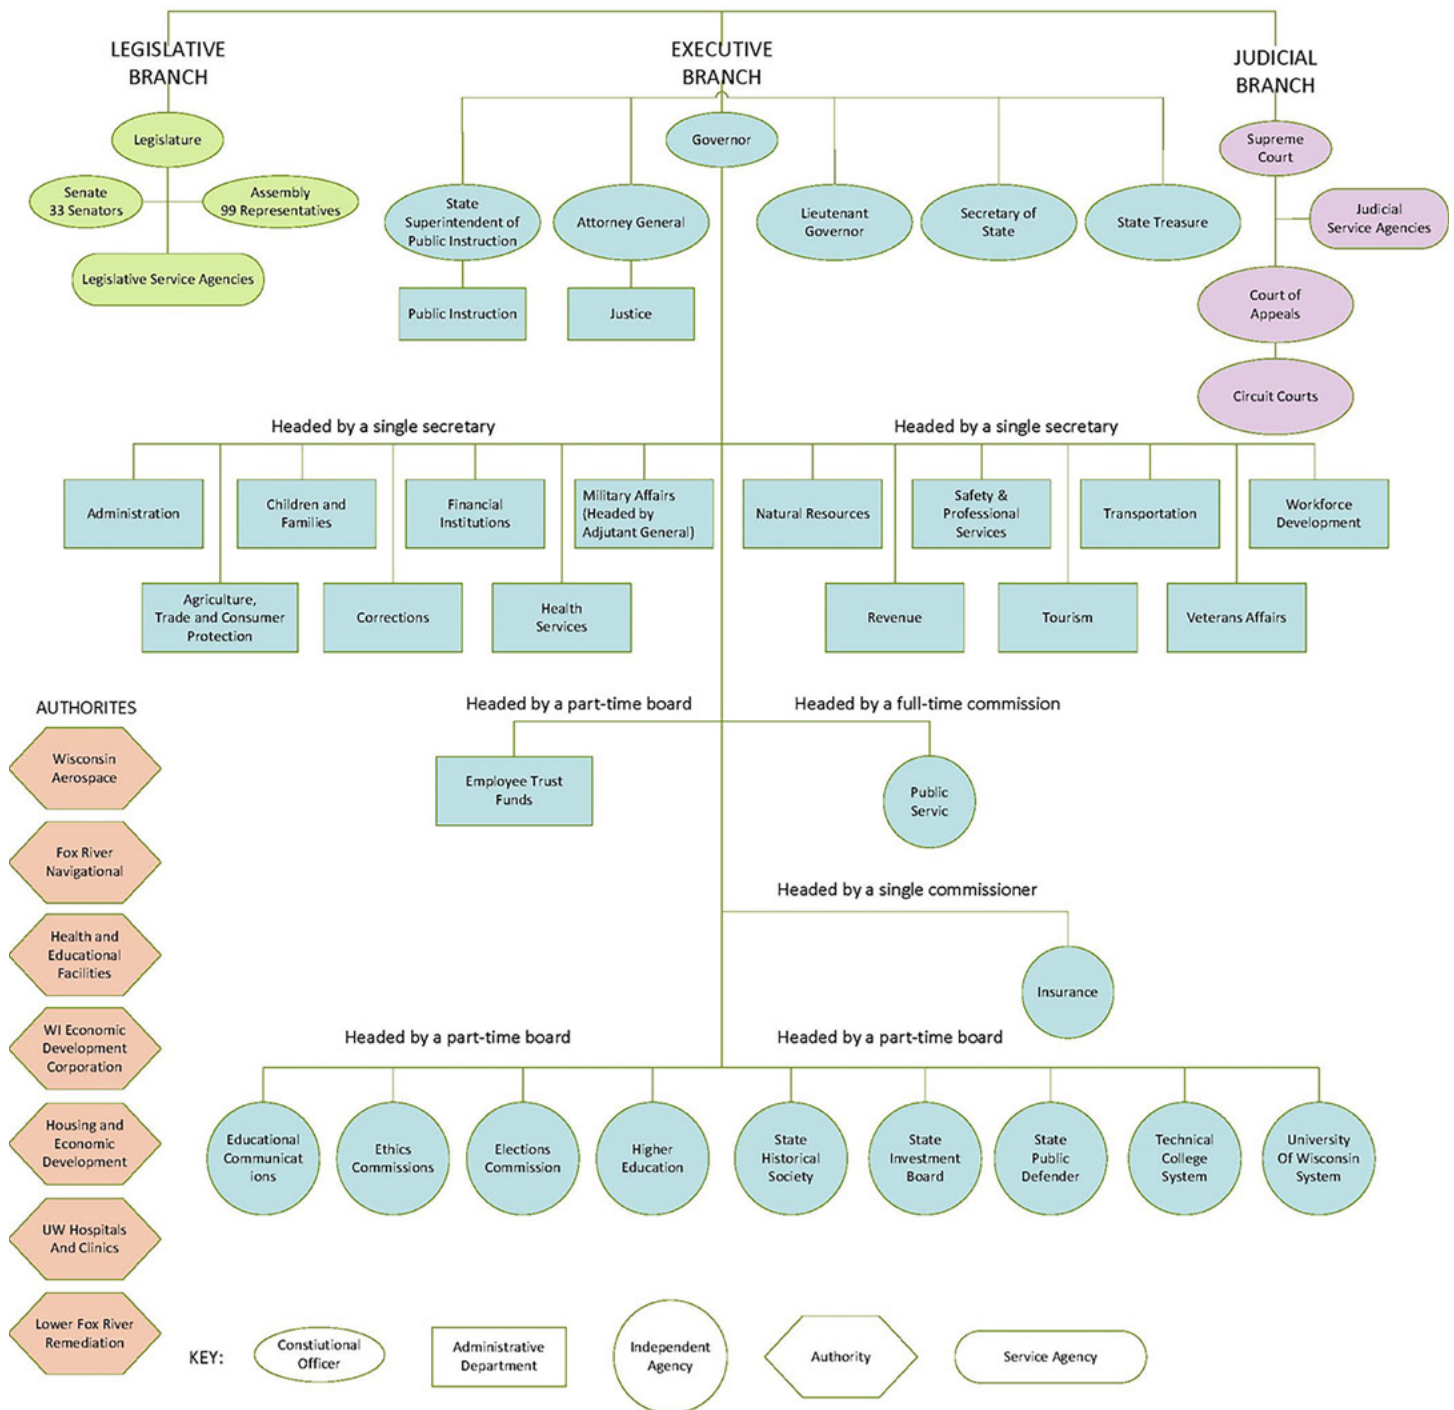 LEGISLATIVE
BRANCH
EXECUTIVE
BRANCH
JUDICIAL
BRANCH
Legislature
Senate
33 Senators
Assembly
99 Representatives
Legislative Service Agencies
Governor
State
Superintendent of
Public Instruction
Attorney General
Lieutenant
Governor
Secretary of
State
State Treasure
Public Instruction
Justice
Supreme
Court
Judicial
Service Agencies
Court of
Appeals
Circuit Courts
Headed by a single secretary
Headed by a single secretary
Administration
Children and
Families
Financial
Institutions
Military Affairs
(Headed by
Adjutant General)
Natural Resources
Safety &
Professional
Services
Transportation
Workforce
Development
Agriculture,
Trade and Consumer
Protection
Corrections
Health
Services
Revenue
Tourism
Veterans Affairs
Headed by a part-time board
Headed by a full-time commission
Employee Trust
Funds
Public
Servic
Headed by a single commissioner
Insurance
Headed by a part-time board
Headed by a part-time board
Educational
Communicat
ions
Ethics
Commissions
Elections
Commission
Higher
Education
State
Historical
Society
State
Investment
Board
State
Public
Defender
Technical
College
System
University
Of Wisconsin
System
AUTHORITES
Wisconsin
Aerospace
Fox River
Navigational
Health and
Educational
Facilities
WI Economic
Development
Corporation
Housing and
Economic
Development
UW Hospitals
And Clinics
Lower Fox River
Remediation
KEY:
Constiutional
Officer
Administrative
Department
Independent
Agency
Authority
Service Agency